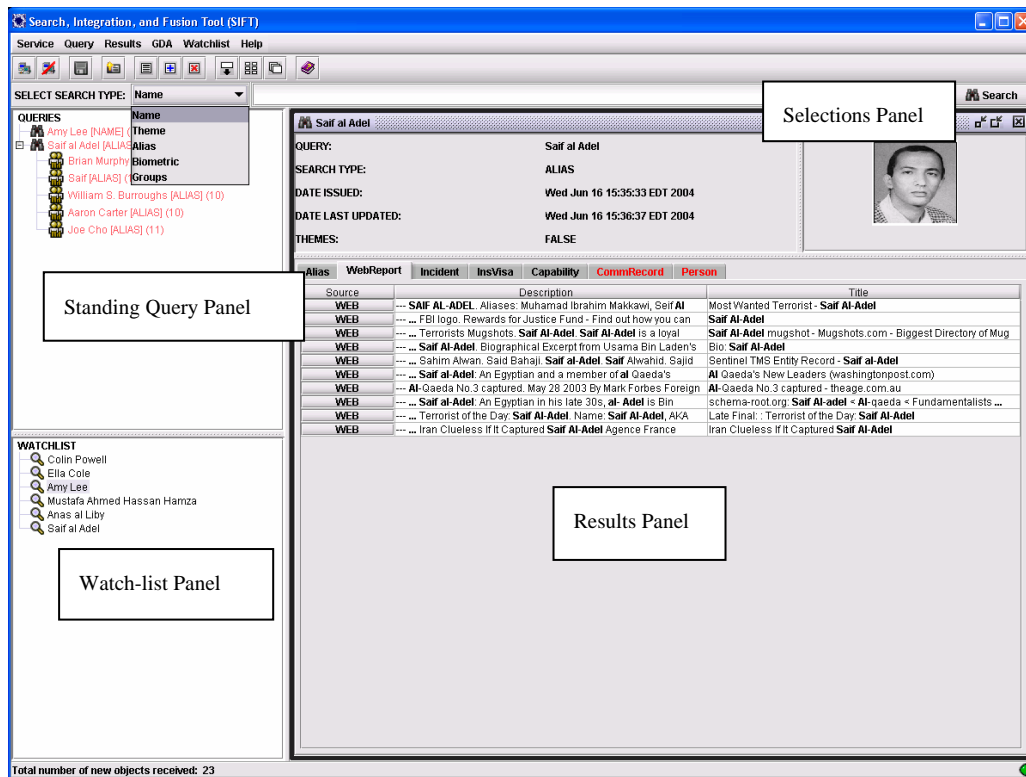 Search, Integration, and Fusion Tool (SIFT)
Service Query Results GDA Watchlist Help
SELECT SEARCH TYPE: Name
Search
Name
Theme
Alias
Biometric
Groups
Selections Panel
QUERIES
Amy Lee [NAME] (
Saif al Adel [ALIAS
Brian Murphy
Saif [ALIAS] (1
William S. Burroughs [ALIAS] (10)
Aaron Carter [ALIAS] (10)
Joe Cho [ALIAS] (11)
Standing Query Panel
WATCHLIST
Colin Powell
Ella Cole
Amy Lee
Mustafa Ahmed Hassan Hamza
Anas al Liby
Saif al Adel
Watch-list Panel
Saif al Adel
QUERY: Saif al Adel
SEARCH TYPE: ALIAS
DATE ISSUED: Wed Jun 16 15:35:33 EDT 2004
DATE LAST UPDATED: Wed Jun 16 15:36:37 EDT 2004
THEMES: FALSE
Alias WebReport Incident InsVisa Capability CommRecord Person
Source Description Title
WEB --- SAIF AL-ADEL. Aliases: Muhamad Ibrahim Makkawi, Seif Al Most Wanted Terrorist - Saif Al-Adel
WEB --- ... FBI logo. Rewards for Justice Fund - Find out how you can Saif Al-Adel
WEB --- ... Terrorists Mugshots. Saif Al-Adel. Saif Al-Adel is a loyal Saif Al-Adel mugshot - Mugshots.com - Biggest Directory of Mug
WEB --- ... Saif Al-Adel. Biographical Excerpt from Usama Bin Laden's Bio: Saif Al-Adel
WEB --- ... Sahim Alwan. Said Bahaji. Saif al-Adel. Saif Alwahid. Sajid Sentinel TMS Entity Record - Saif al-Adel
WEB --- ... Saif al-Adel: An Egyptian and a member of al Qaeda's Al Qaeda's New Leaders (washingtonpost.com)
WEB --- Al-Qaeda No.3 captured. May 28 2003 By Mark Forbes Foreign Al-Qaeda No.3 captured - theage.com.au
WEB --- ... Saif al-Adel: An Egyptian in his late 30s, al- Adel is Bin schema-root.org: Saif Al-adel < Al-qaeda < Fundamentalists ...
WEB --- ... Terrorist of the Day: Saif Al-Adel. Name: Saif Al-Adel, AKA Late Final: : Terrorist of the Day: Saif Al-Adel
WEB --- ... Iran Clueless If It Captured Saif Al-Adel Agence France Iran Clueless If It Captured Saif Al-Adel
Results Panel
Total number of new objects received: 23